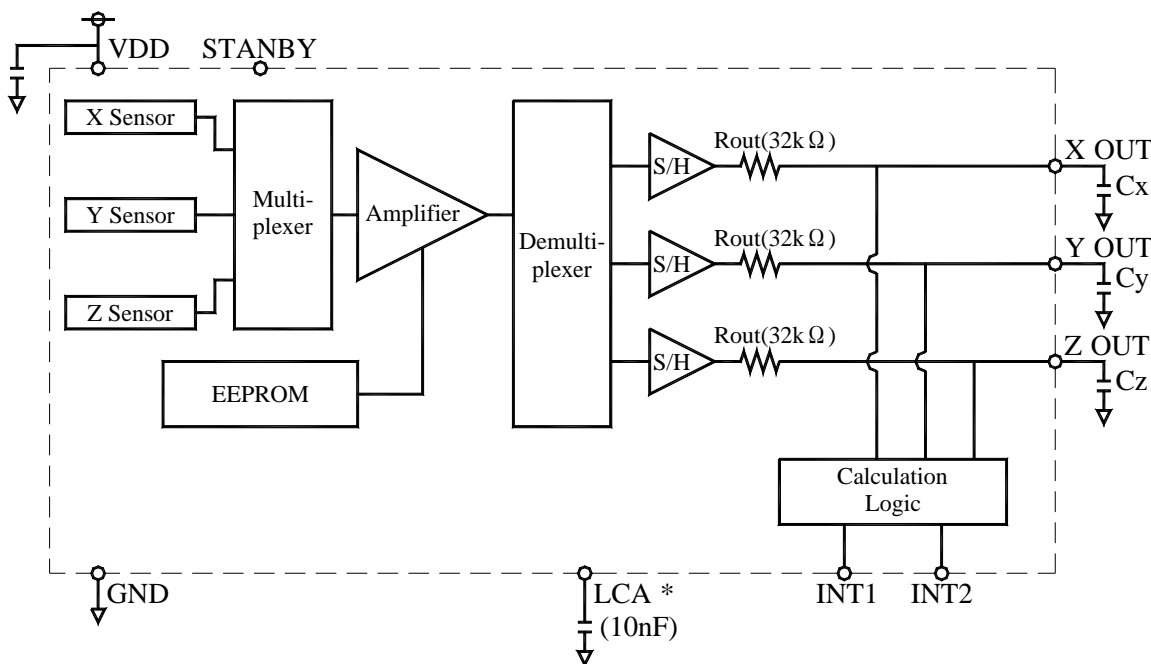 VDD
STANBY
X Sensor
Y Sensor
Z Sensor
Multi-
plexer
Amplifier
EEPROM
Demulti-
plexer
S/H
Rout(32kΩ)
X OUT
Cx
S/H
Rout(32kΩ)
Y OUT
Cy
S/H
Rout(32kΩ)
Z OUT
Cz
Calculation
Logic
GND
LCA *
(10nF)
INT1
INT2